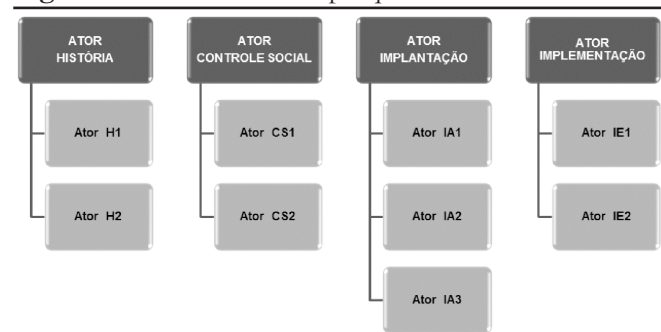 ATOR
HISTÓRIA
Ator H1
Ator H2
ATOR
CONTROLE SOCIAL
Ator CS1
Ator CS2
ATOR
IMPLANTAÇÃO
Ator IA1
Ator IA2
Ator IA3
ATOR
IMPLEMENTAÇÃO
Ator IE1
Ator IE2